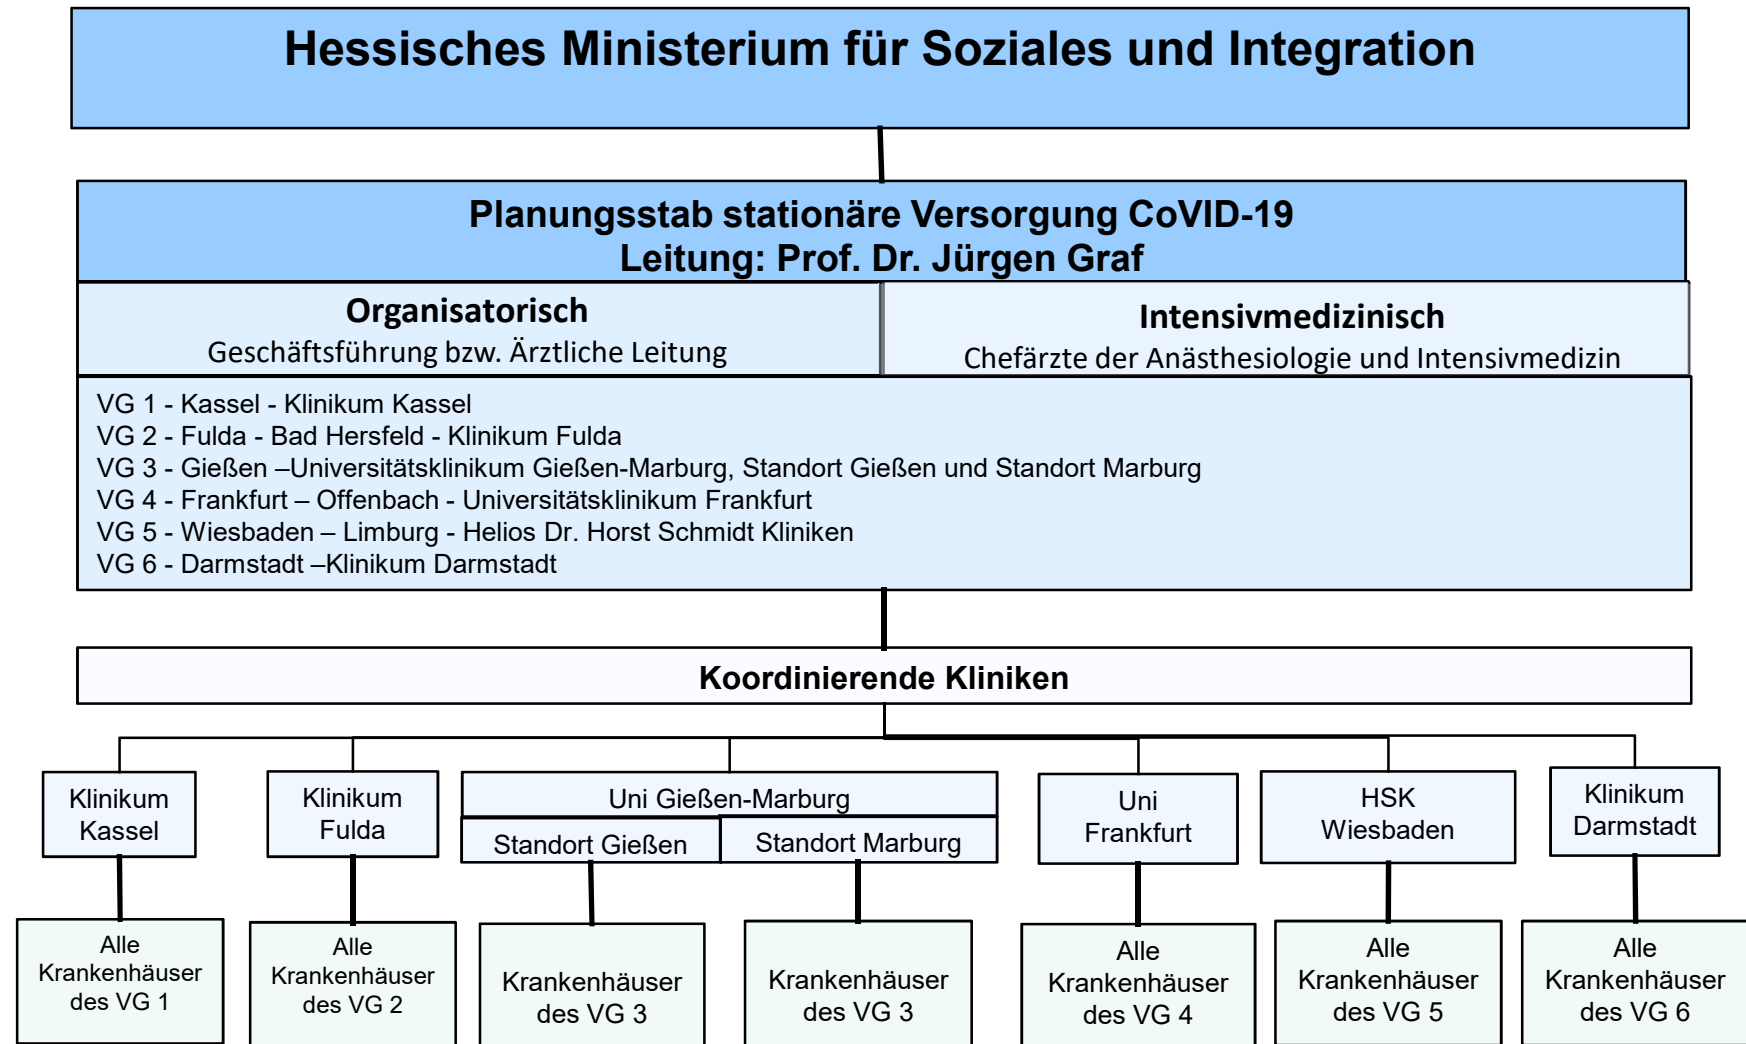 Hessisches Ministerium für Soziales und Integration
Planungsstab stationäre Versorgung CoVID-19
Leitung: Prof. Dr. Jürgen Graf
Organisatorisch
Geschäftsführung bzw. Ärztliche Leitung
Intensivmedizinisch
Chefärzte der Anästhesiologie und Intensivmedizin
VG 1 - Kassel - Klinikum Kassel
VG 2 - Fulda - Bad Hersfeld - Klinikum Fulda
VG 3 - Gießen –Universitätsklinikum Gießen-Marburg, Standort Gießen und Standort Marburg
VG 4 - Frankfurt – Offenbach - Universitätsklinikum Frankfurt
VG 5 - Wiesbaden – Limburg - Helios Dr. Horst Schmidt Kliniken
VG 6 - Darmstadt –Klinikum Darmstadt
Koordinierende Kliniken
Klinikum
Kassel
Klinikum
Fulda
Uni Gießen-Marburg
Standort Gießen
Standort Marburg
Uni
Frankfurt
HSK
Wiesbaden
Klinikum
Darmstadt
Alle
Krankenhäuser
des VG 1
Alle
Krankenhäuser
des VG 2
Krankenhäuser
des VG 3
Krankenhäuser
des VG 3
Alle
Krankenhäuser
des VG 4
Alle
Krankenhäuser
des VG 5
Alle
Krankenhäuser
des VG 6